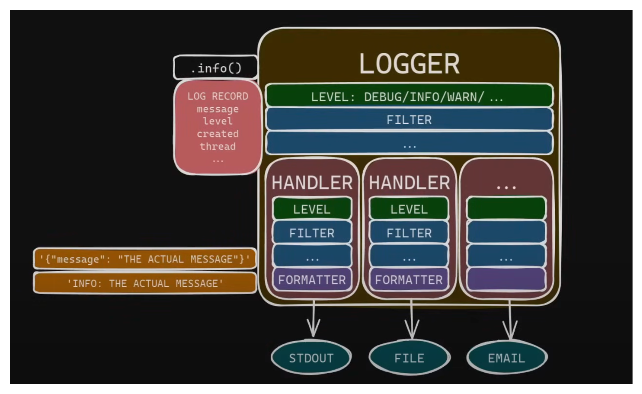 .info()
LOG RECORD
message
level
created
thread
...
LOGGER
LEVEL: DEBUG/INFO/WARN/ ...
FILTER
...
HANDLER
LEVEL
FILTER
...
FORMATTER
HANDLER
LEVEL
FILTER
...
FORMATTER
...
...
'{"message": "THE ACTUAL MESSAGE"}'
'INFO: THE ACTUAL MESSAGE'
STDOUT
FILE
EMAIL